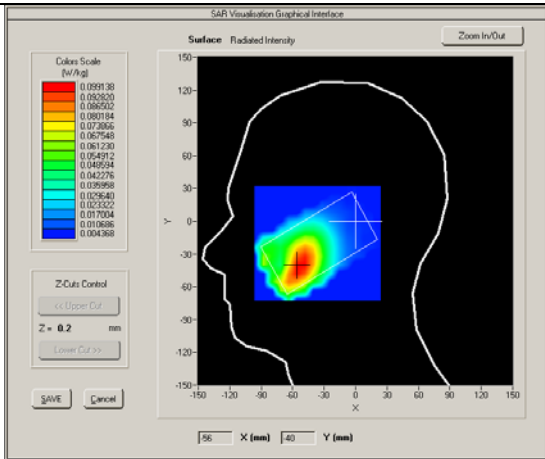 SAR Visualisation Graphical Interface
Surface Radiated Intensity
Zoom In/Out
Colors Scale
(W/kg)
0.099138
0.092820
0.086502
0.080184
0.073866
0.067548
0.061230
0.054912
0.048594
0.042276
0.035958
0.029640
0.023322
0.017004
0.010686
0.004368
Z-Cuts Control
<< Upper Cut
Z = 0.2 mm
Lower Cut >>
SAVE Cancel
150-
120-
90-
60-
30-
0-
-30-
-60-
-90-
-120-
-150-
Y
-150 -120 -90 -60 -30 0 30 60 90 120 150
X
-56 X (mm) -40 Y (mm)